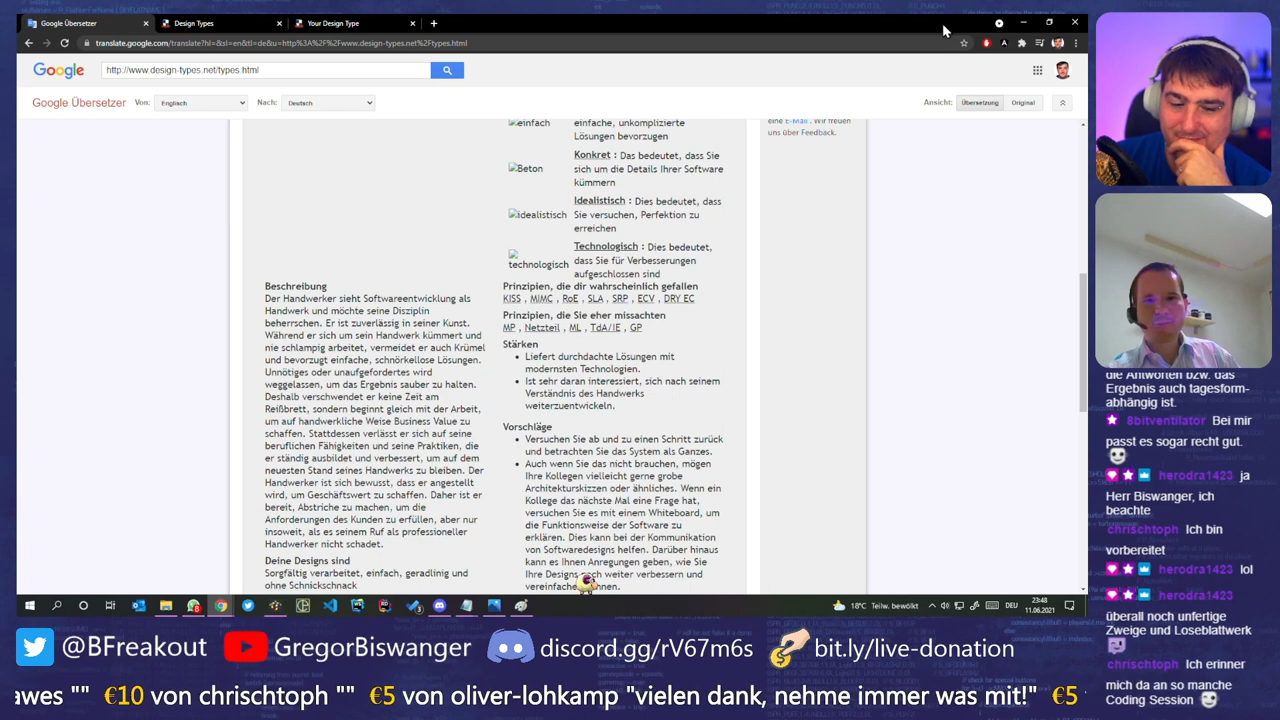 Google Übersetzer
Design Types
Your Design Type
translate.google.com/translate?hl=&sl=en&tl=de&u=http%3A%2F%2Fwww.design-types.net%2Ftypes.html
Google
http://www.design-types.net/types.html
Google Übersetzer
Von:
Englisch
Nach:
Deutsch
Ansicht:
Übersetzung
Original
einfach
einfache, unkomplizierte
Lösungen bevorzugen
Beton
Konkret : Das bedeutet, dass Sie
sich um die Details Ihrer Software
kümmern
idealistisch
Idealistisch : Dies bedeutet, dass
Sie versuchen, Perfektion zu
erreichen
technologisch
Technologisch : Dies bedeutet,
dass Sie für Verbesserungen
aufgeschlossen sind
eine E-Mail . Wir freuen
uns über Feedback.
Beschreibung
Der Handwerker sieht Softwareentwicklung als
Handwerk und möchte seine Disziplin
beherrschen. Er ist zuverlässig in seiner Kunst.
Während er sich um sein Handwerk kümmert und
nie schlampig arbeitet, vermeidet er auch Krümel
und bevorzugt einfache, schnörkellose Lösungen.
Unnötiges oder unaufgefordertes wird
weggelassen, um das Ergebnis sauber zu halten.
Deshalb verschwendet er keine Zeit am
Reißbrett, sondern beginnt gleich mit der Arbeit,
um auf handwerkliche Weise Business Value zu
schaffen. Stattdessen verlässt er sich auf seine
beruflichen Fähigkeiten und seine Praktiken, die
er ständig ausbildet und verbessert, um auf dem
neuesten Stand seines Handwerks zu bleiben. Der
Handwerker ist sich bewusst, dass er angestellt
wird, um Geschäftswert zu schaffen. Daher ist er
bereit, Abstriche zu machen, um die
Anforderungen des Kunden zu erfüllen, aber nur
insoweit, als es seinem Ruf als professioneller
Handwerker nicht schadet.
Deine Designs sind
Sorgfältig verarbeitet, einfach, geradlinig und
ohne Schnickschnack
Prinzipien, die dir wahrscheinlich gefallen
KISS , MIMC , RoE , SLA , SRP , ECV , DRY EC
Prinzipien, die Sie eher missachten
MP , Netzteil , ML , TdA/IE , GP
Stärken
• Liefert durchdachte Lösungen mit
modernsten Technologien.
• Ist sehr daran interessiert, sich nach seinem
Verständnis des Handwerks
weiterzuentwickeln.
Vorschläge
• Versuchen Sie ab und zu einen Schritt zurück
und betrachten Sie das System als Ganzes.
• Auch wenn Sie das nicht brauchen, mögen
Ihre Kollegen vielleicht gerne grobe
Architekturskizzen oder ähnliches. Wenn ein
Kollege das nächste Mal eine Frage hat,
versuchen Sie es mit einem Whiteboard, um
die Funktionsweise der Software zu
erklären. Dies kann bei der Kommunikation
von Softwaredesigns helfen. Darüber hinaus
kann es Ihnen Anregungen geben, wie Sie
Ihre Designs noch weiter verbessern und
18°C Teilw. bewölkt
DEU
23:48
11.06.2021
die Antworten bzw. das
Ergebnis auch tagesform-
abhängig ist.
8bitventilator Bei mir
passt es sogar recht gut.
herodra1423 ja
Herr Biswanger, ich
beachte
chrischtoph Ich bin
vorbereitet
herodra1423 lol
herodra1423
überall noch unfertige
Zweige und Loseblattwerk
chrischtoph Ich erinner
mich da an so manche
Coding Session
@BFreakout
GregorBiswanger
discord.gg/rV67m6s
bit.ly/live-donation
awes "" €10 von chrischtoph "" €5 von oliver-lohkamp "vielen dank, nehme immer was mit!" €5